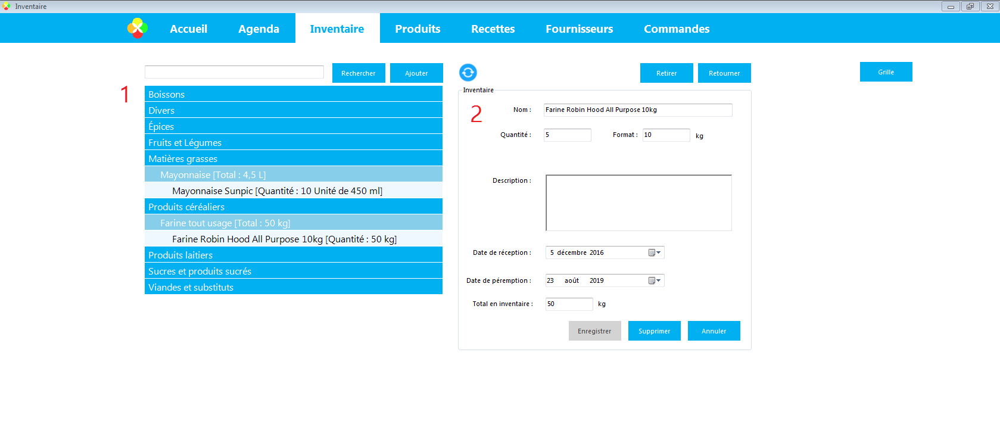 Inventaire
Accueil Agenda Inventaire Produits Recettes Fournisseurs Commandes
Rechercher Ajouter Retirer Retourner Grille
1
Boissons
Divers
Épices
Fruits et Légumes
Matières grasses
Mayonnaise [Total : 4,5 L]
Mayonnaise Sunpic [Quantité : 10 Unité de 450 ml]
Produits céréaliers
Farine tout usage [Total : 50 kg]
Farine Robin Hood All Purpose 10kg [Quantité : 50 kg]
Produits laitiers
Sucres et produits sucrés
Viandes et substituts
Inventaire
2
Nom : Farine Robin Hood All Purpose 10kg
Quantité : 5 Format : 10 kg
Description :
Date de réception : 5 décembre 2016
Date de péremption : 23 août 2019
Total en inventaire : 50 kg
Enregistrer Supprimer Annuler